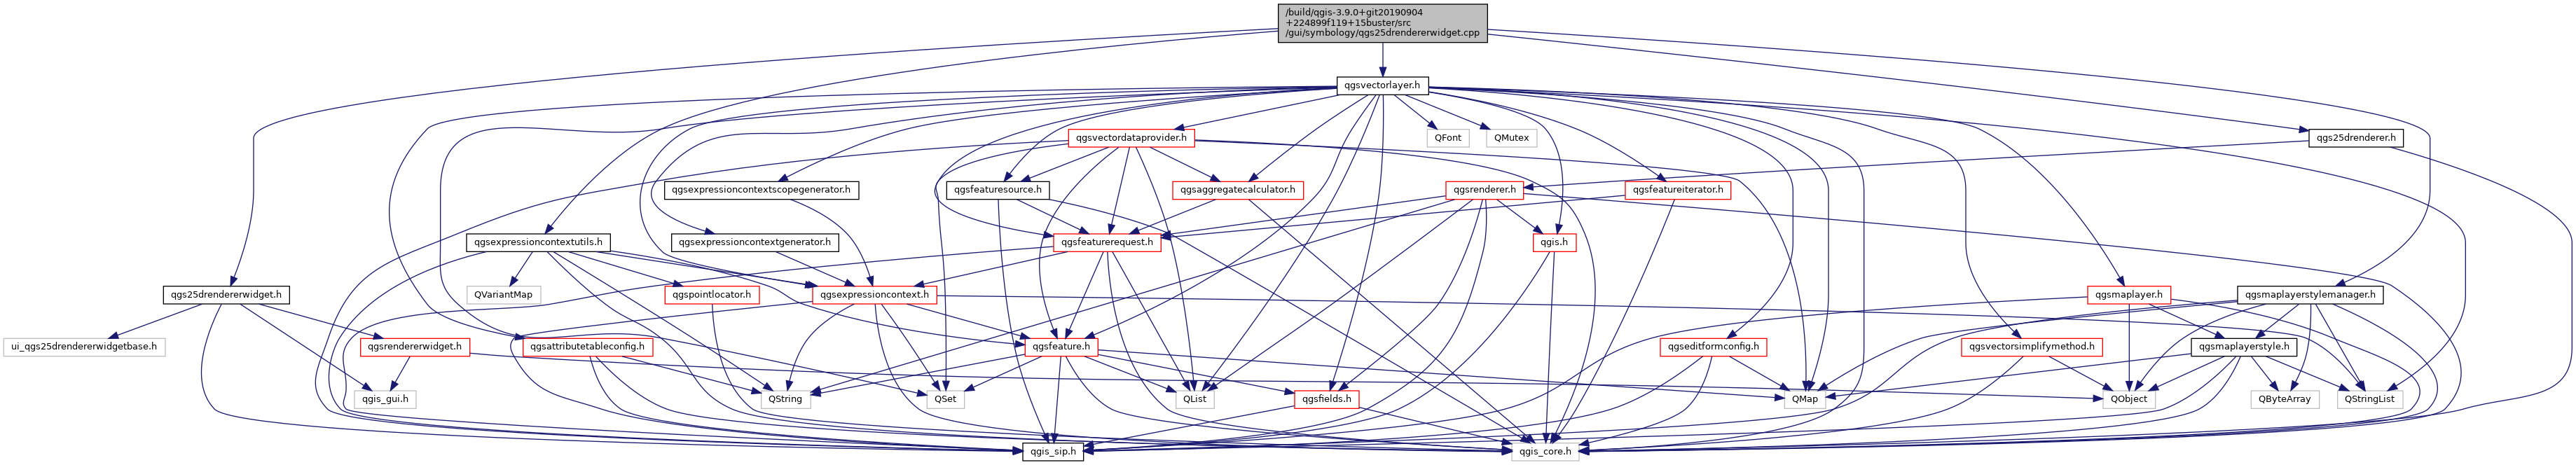 /build/qgis-3.9.0+git20190904
+224899f119+15buster/src
/gui/symbology/qgs25drendererwidget.cpp
qgsvectorlayer.h
qgsvectordataprovider.h
QFont
QMutex
qgs25drenderer.h
qgsexpressioncontextscopegenerator.h
qgsfeaturesource.h
qgsaggregatecalculator.h
qgsrenderer.h
qgsfeatureiterator.h
qgsexpressioncontextutils.h
qgsexpressioncontextgenerator.h
qgsfeaturerequest.h
qgis.h
qgs25drendererwidget.h
QVariantMap
qgspointlocator.h
qgsexpressioncontext.h
qgsmaplayer.h
qgsmaplayerstylemanager.h
ui_qgs25drendererwidgetbase.h
qgsrendererwidget.h
qgsattributetableconfig.h
qgsfeature.h
qgseditformconfig.h
qgsvectorsimplifymethod.h
qgsmaplayerstyle.h
qgis_gui.h
QString
QSet
QList
qgsfields.h
QMap
QObject
QByteArray
QStringList
qgis_sip.h
qgis_core.h